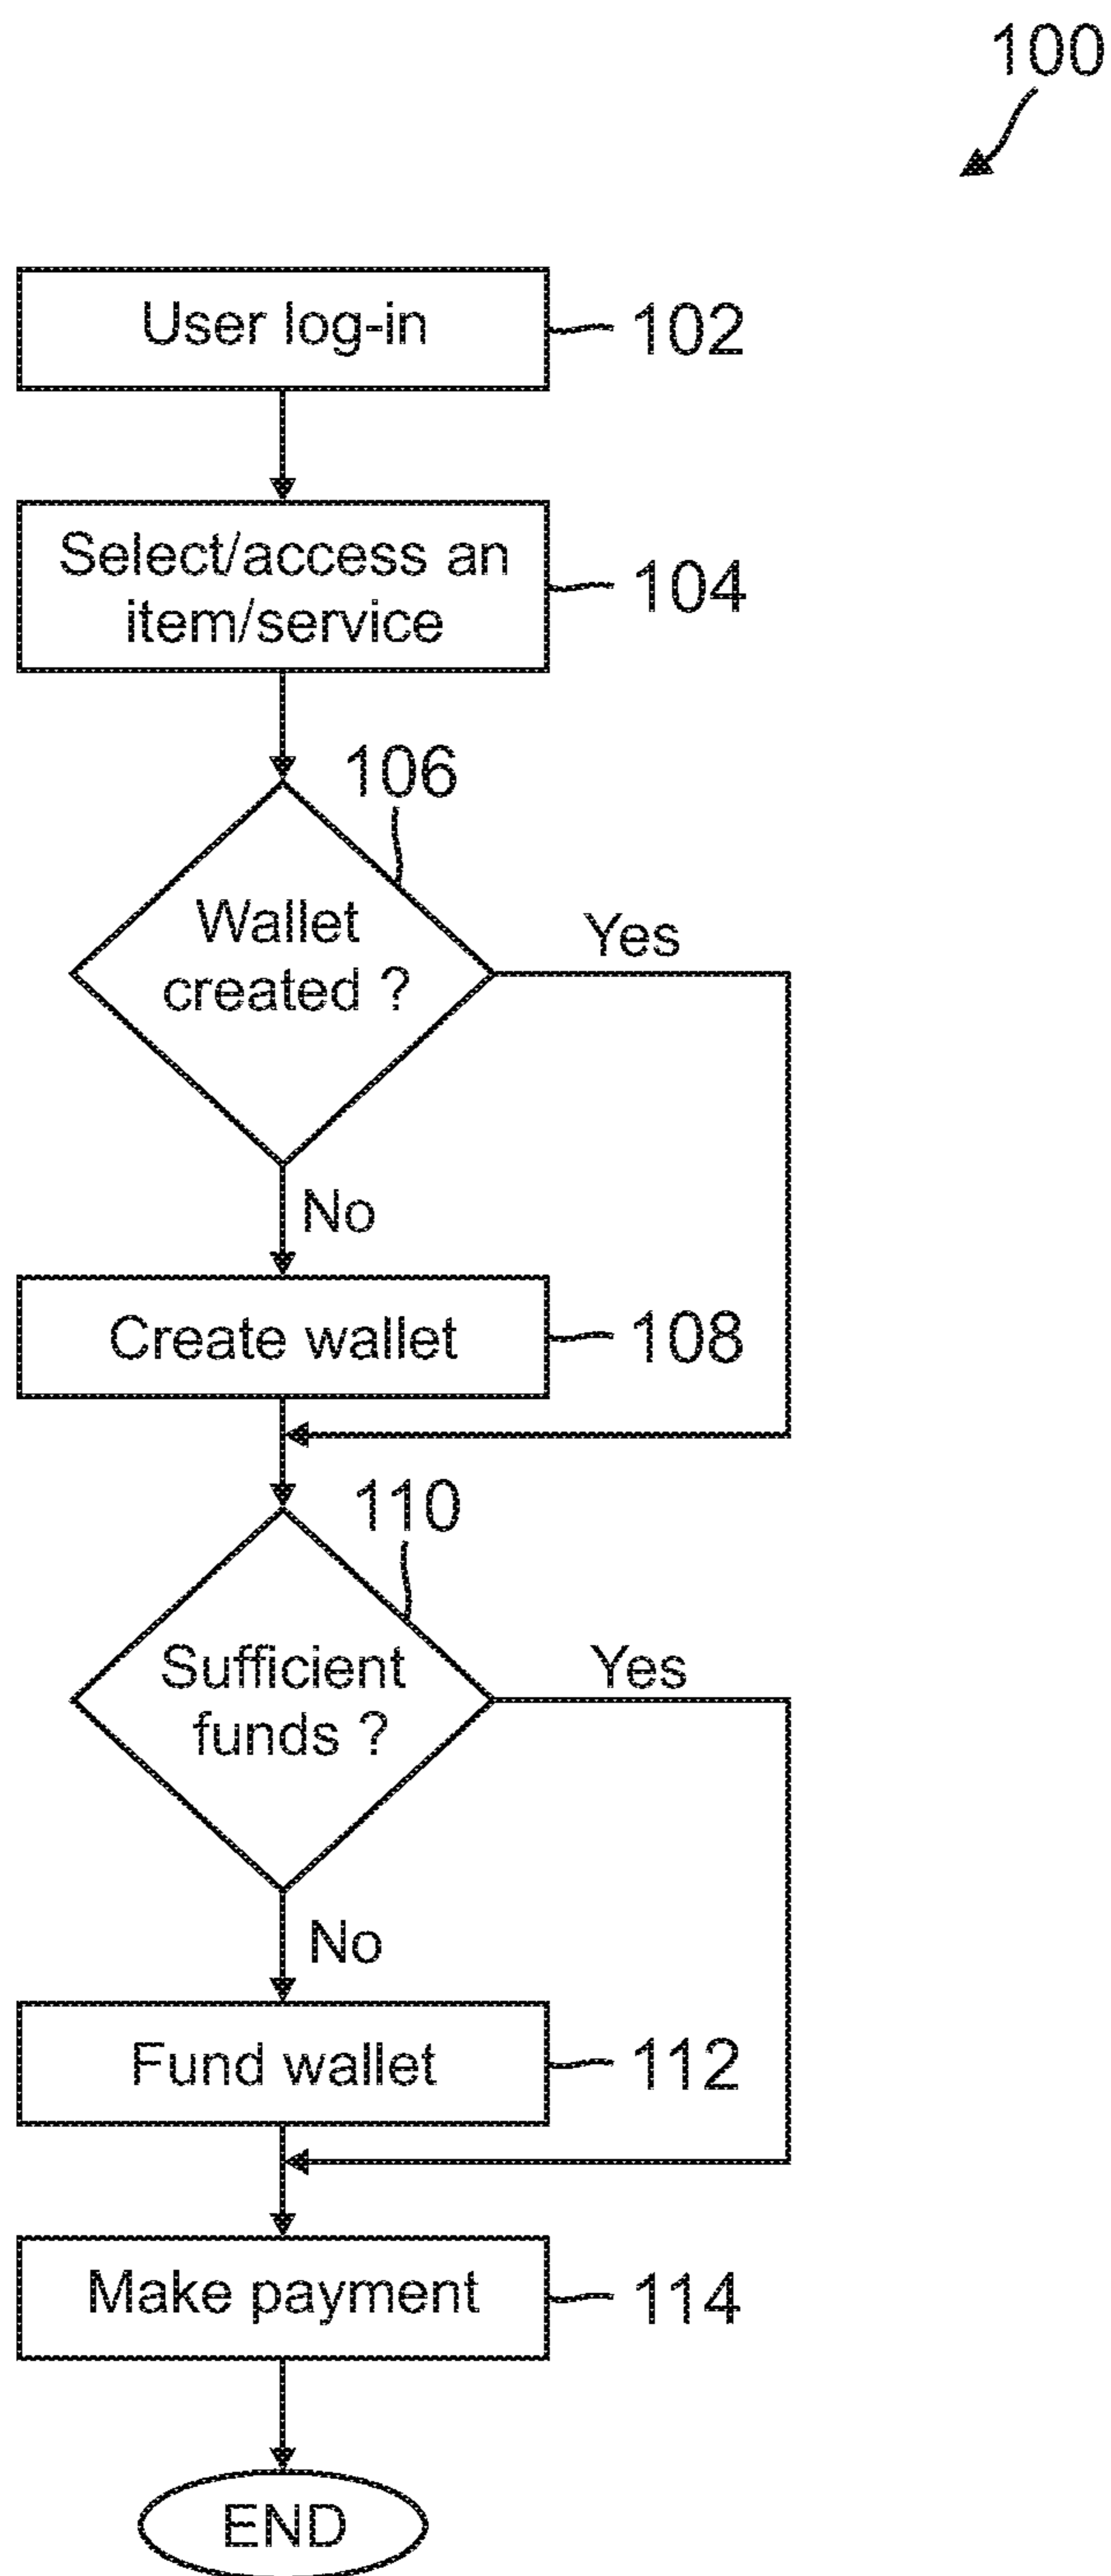 100
User log-in
102
Select/access an
item/service
104
106
Wallet
created ?
Yes
No
Create wallet
108
110
Sufficient
funds ?
Yes
No
Fund wallet
112
Make payment
114
END